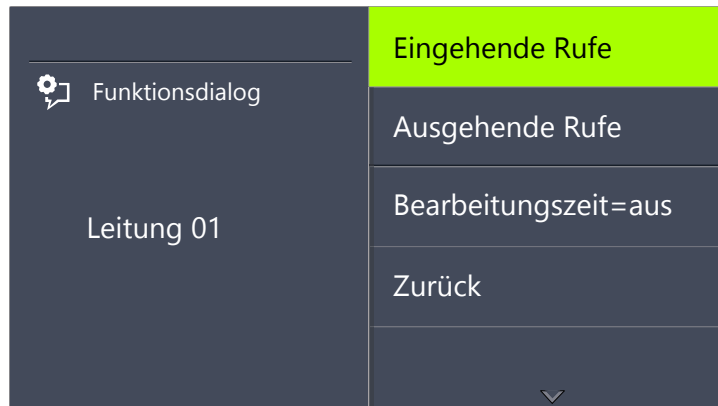 Funktionsdialog
Leitung 01
Eingehende Rufe
Ausgehende Rufe
Bearbeitungszeit=aus
Zurück